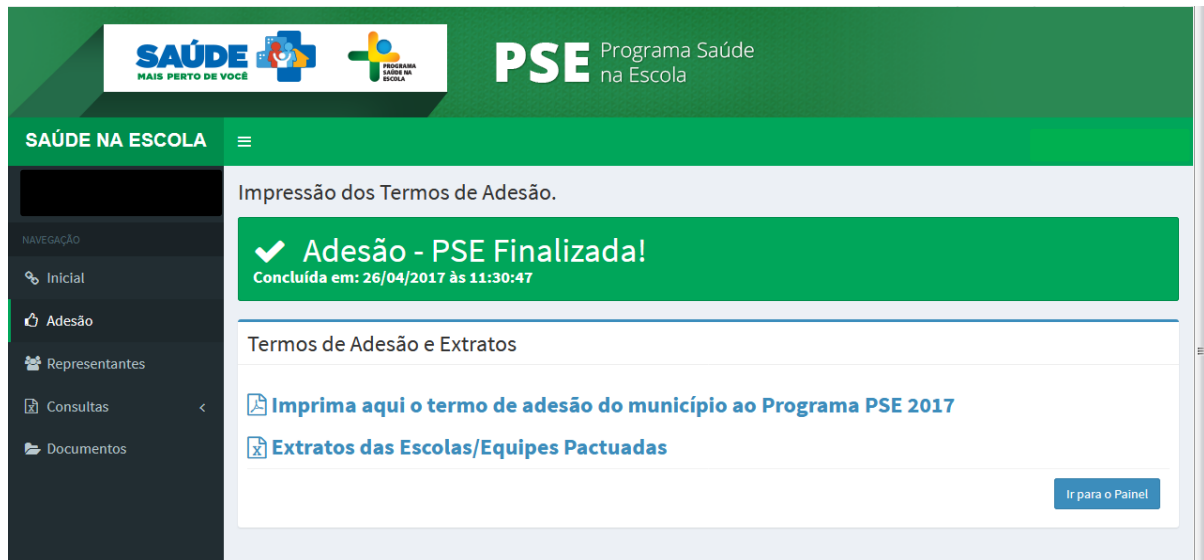 SAÚDE
MAIS PERTO DE VOCÊ
PROGRAMA
SAÚDE NA
ESCOLA
PSE Programa Saúde
na Escola
SAÚDE NA ESCOLA
Impressão dos Termos de Adesão.
NAVEGAÇÃO
Adesão - PSE Finalizada!
Concluída em: 26/04/2017 às 11:30:47
Inicial
Adesão
Termos de Adesão e Extratos
Representantes
Consultas
Imprima aqui o termo de adesão do município ao Programa PSE 2017
Documentos
Extratos das Escolas/Equipes Pactuadas
Ir para o Painel